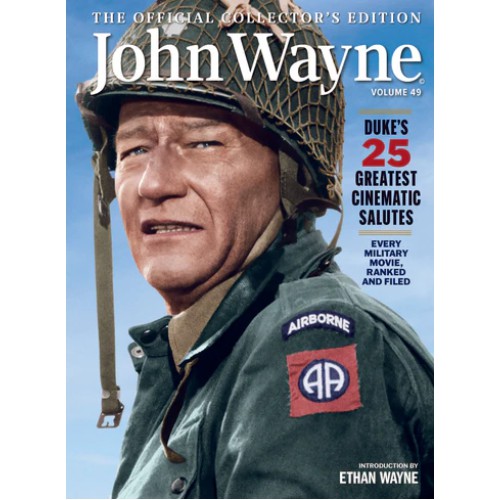 THE OFFICIAL COLLECTOR'S EDITION
John Wayne©
VOLUME 49
DUKE'S
25
GREATEST
CINEMATIC
SALUTES
EVERY
MILITARY
MOVIE,
RANKED
AND FILED
AIRBORNE
AA
INTRODUCTION BY
ETHAN WAYNE